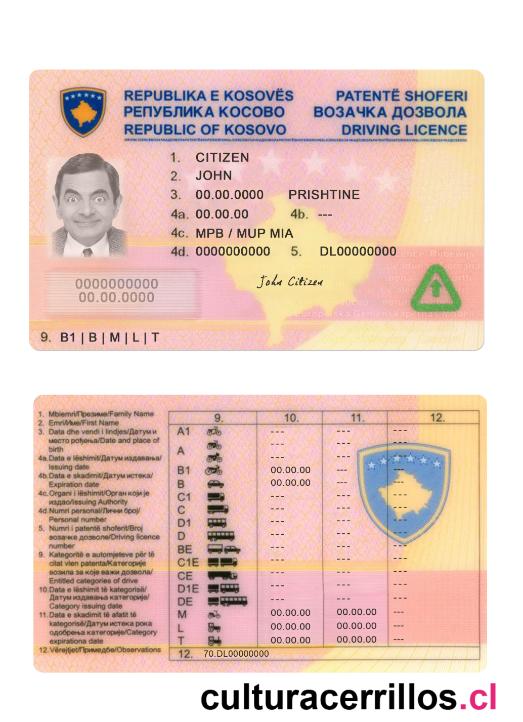 REPUBLIKA E KOSOVËS PATENTË SHOFERI
РЕПУБЛИКА КОСОВО ВОЗАЧКА ДОЗВОЛА
REPUBLIC OF KOSOVO DRIVING LICENCE
1. CITIZEN
2. JOHN
3. 00.00.0000 PRISHTINE
4a. 00.00.00 4b. ---
4c. MPB / MUP MIA
4d. 0000000000 5. DL00000000
John Citizen
0000000000
00.00.0000
9. B1 | B | M | L | T
1. Mbiemri/Презиме/Family Name
2. Emri/Име/First Name
3. Data dhe vendi i lindjes/Датум и
место рођења/Date and place of
birth
4a. Data e lëshimit/Датум издавања/
Issuing date
4b. Data e skadimit/Датум истека/
Expiration date
4c. Organi i lëshimit/Орган који је
издао/Issuing Authority
4d. Numri personal/Лични број/
Personal number
5. Numri i patentë shoferit/Број
возачке дозволе/Driving licence
number
9. Kategoritë e automjeteve për të
cilat vlen patenta/Категорије
возила за које важи дозвола/
Entitled categories of drive
10. Data e lëshimit të kategorisë/
Датум издавања категорије/
Category issuing date
11. Data e skadimit të afatit të
kategorisë/Датум истека рока
одобрења категорије/Category
expirationa date
12. Vërejtjet/Примедбе/Observations
9. 10. 11. 12.
A1 --- --- ---
A --- --- ---
--- --- ---
B1 00.00.00 --- ---
B 00.00.00 --- ---
C1 --- --- ---
C --- --- ---
D1 --- --- ---
D --- --- ---
BE --- --- ---
C1E --- --- ---
CE --- --- ---
D1E --- --- ---
DE --- --- ---
M 00.00.00 00.00.00 ---
L 00.00.00 00.00.00 ---
T 00.00.00 00.00.00 ---
12. 70.DL00000000
culturacerrillos.cl